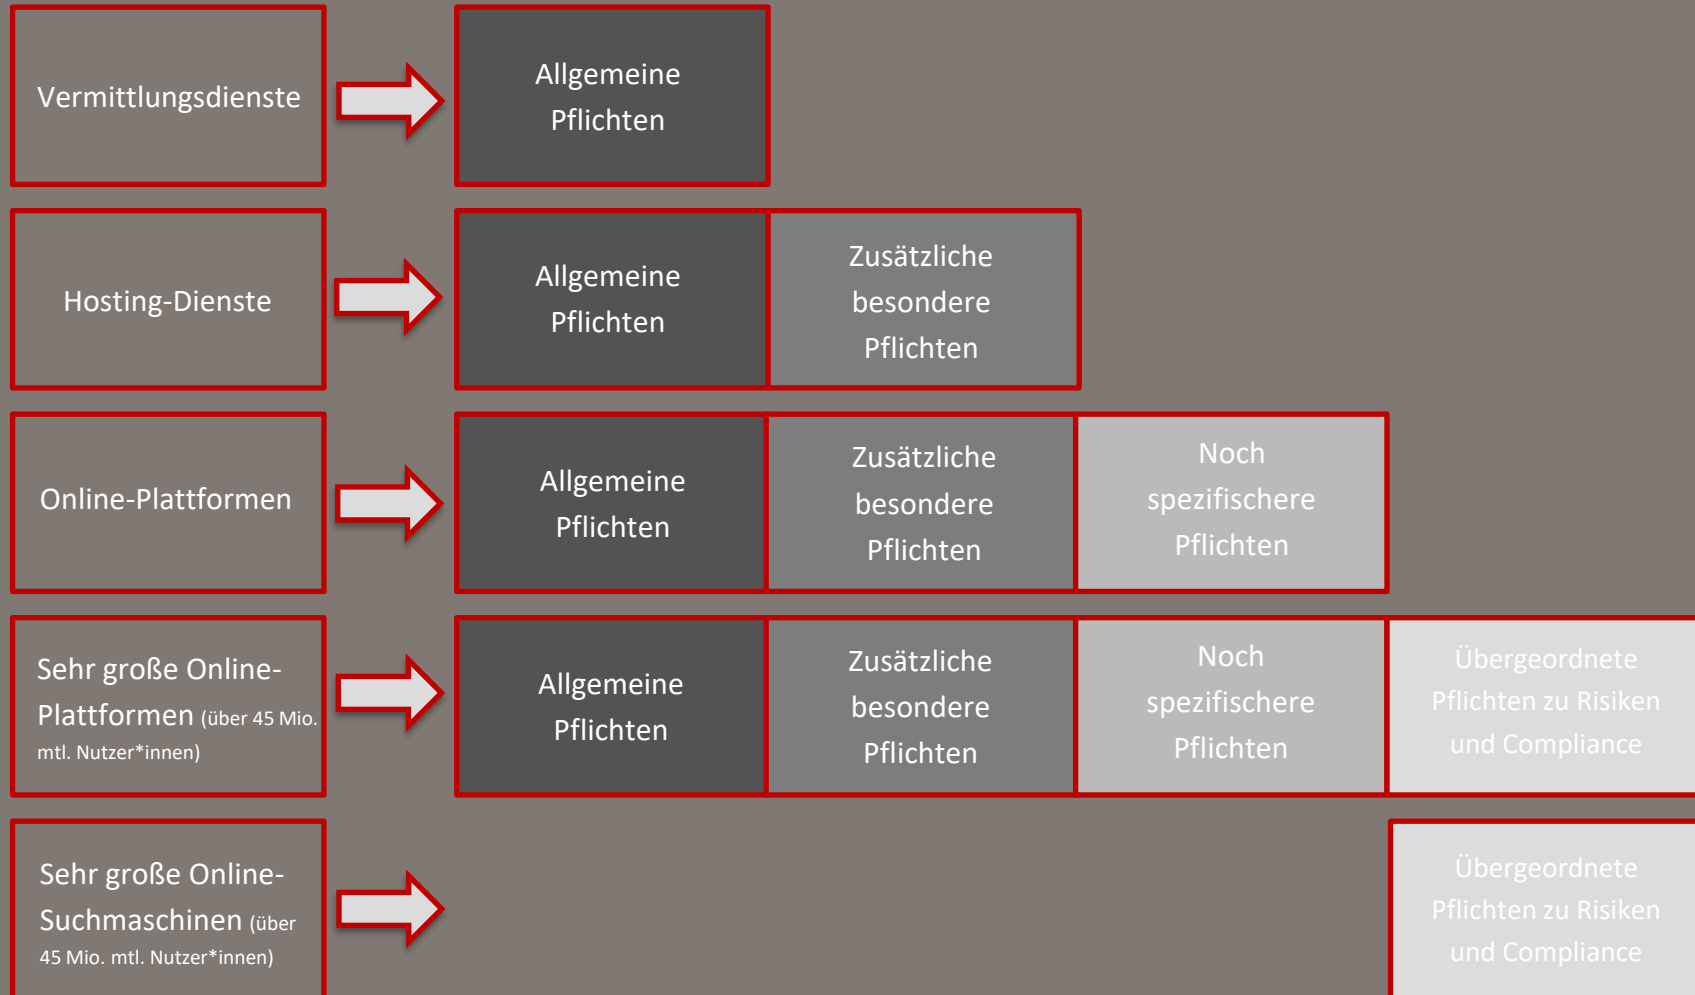 Vermittlungsdienste
Allgemeine
Pflichten
Hosting-Dienste
Allgemeine
Pflichten
Zusätzliche
besondere
Pflichten
Online-Plattformen
Allgemeine
Pflichten
Zusätzliche
besondere
Pflichten
Noch
spezifischere
Pflichten
Sehr große Online-
Plattformen (über 45 Mio.
mtl. Nutzer*innen)
Allgemeine
Pflichten
Zusätzliche
besondere
Pflichten
Noch
spezifischere
Pflichten
Übergeordnete
Pflichten zu Risiken
und Compliance
Sehr große Online-
Suchmaschinen (über
45 Mio. mtl. Nutzer*innen)
Übergeordnete
Pflichten zu Risiken
und Compliance